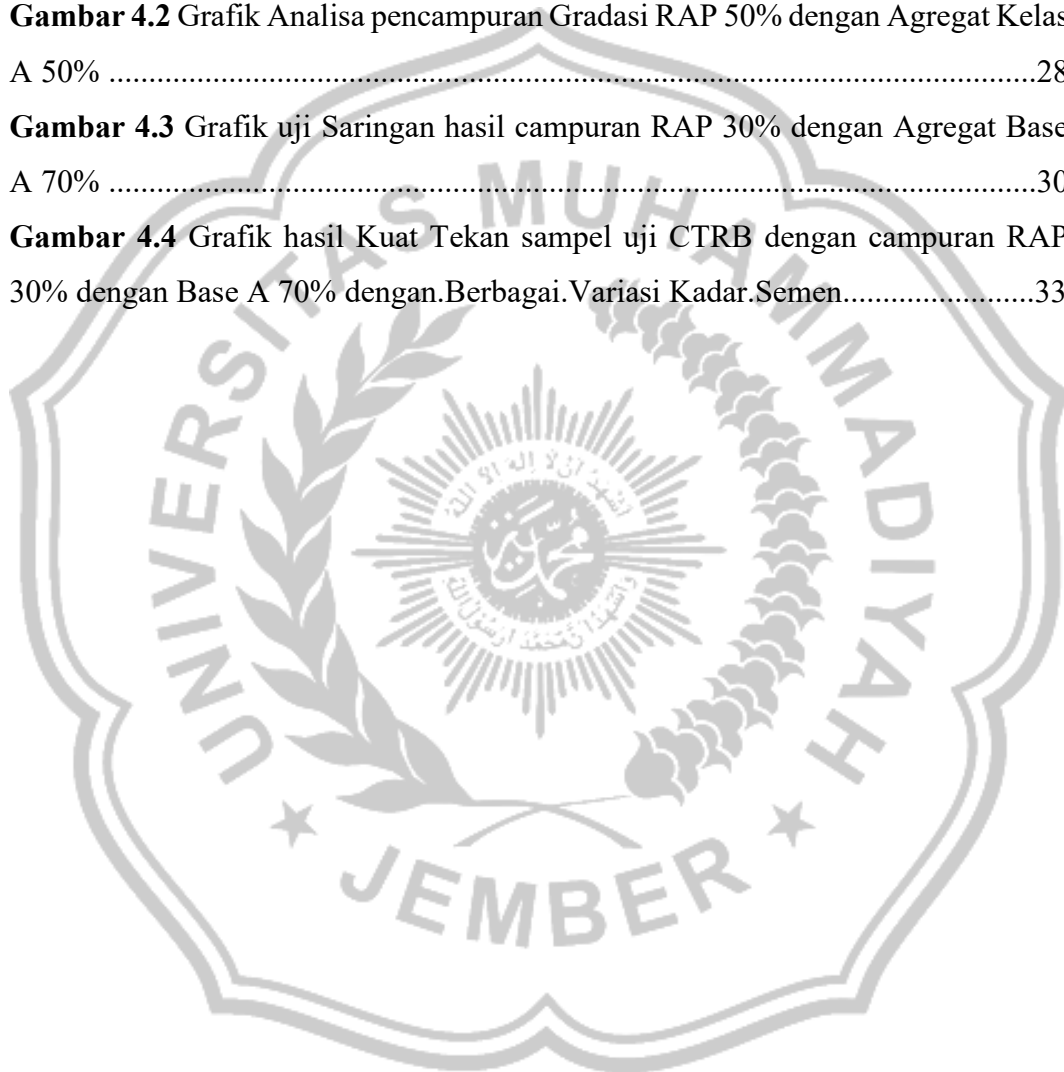 Gambar 4.2 Grafik Analisa pencampuran Gradasi RAP 50% dengan Agregat Kelas
A 50% ...........................................................................................................................28
Gambar 4.3 Grafik uji Saringan hasil campuran RAP 30% dengan Agregat Base
A 70% ...........................................................................................................................30
Gambar 4.4 Grafik hasil Kuat Tekan sampel uji CTRB dengan campuran RAP
30% dengan Base A 70% dengan.Berbagai.Variasi Kadar.Semen.......................33
UNIVERSITAS MUHAMMADIYAH
JEMBER